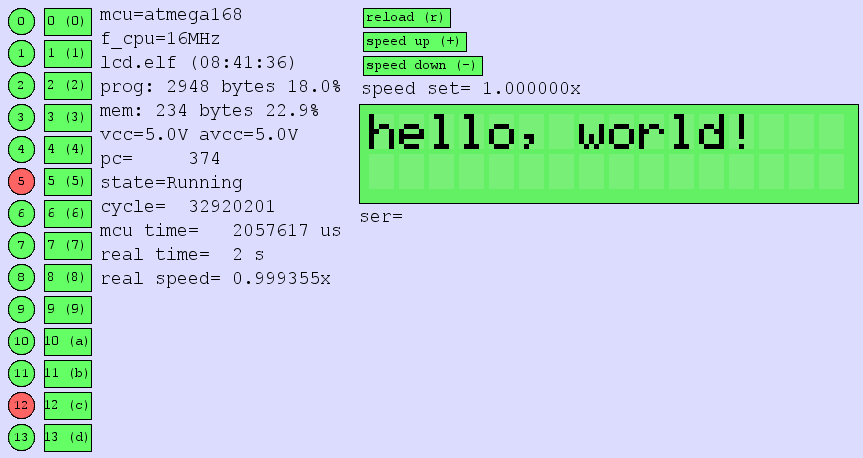 0 0 (0)
1 1 (1)
2 2 (2)
3 3 (3)
4 4 (4)
5 5 (5)
6 6 (6)
7 7 (7)
8 8 (8)
9 9 (9)
10 10 (a)
11 11 (b)
12 12 (c)
13 13 (d)
mcu=atmega168
f_cpu=16MHz
lcd.elf (08:41:36)
prog: 2948 bytes 18.0%
mem: 234 bytes 22.9%
vcc=5.0V avcc=5.0V
pc= 374
state=Running
cycle= 32920201
mcu time= 2057617 us
real time= 2 s
real speed= 0.999355x
reload (r)
speed up (+)
speed down (-)
speed set= 1.000000x
hello, world!
ser=